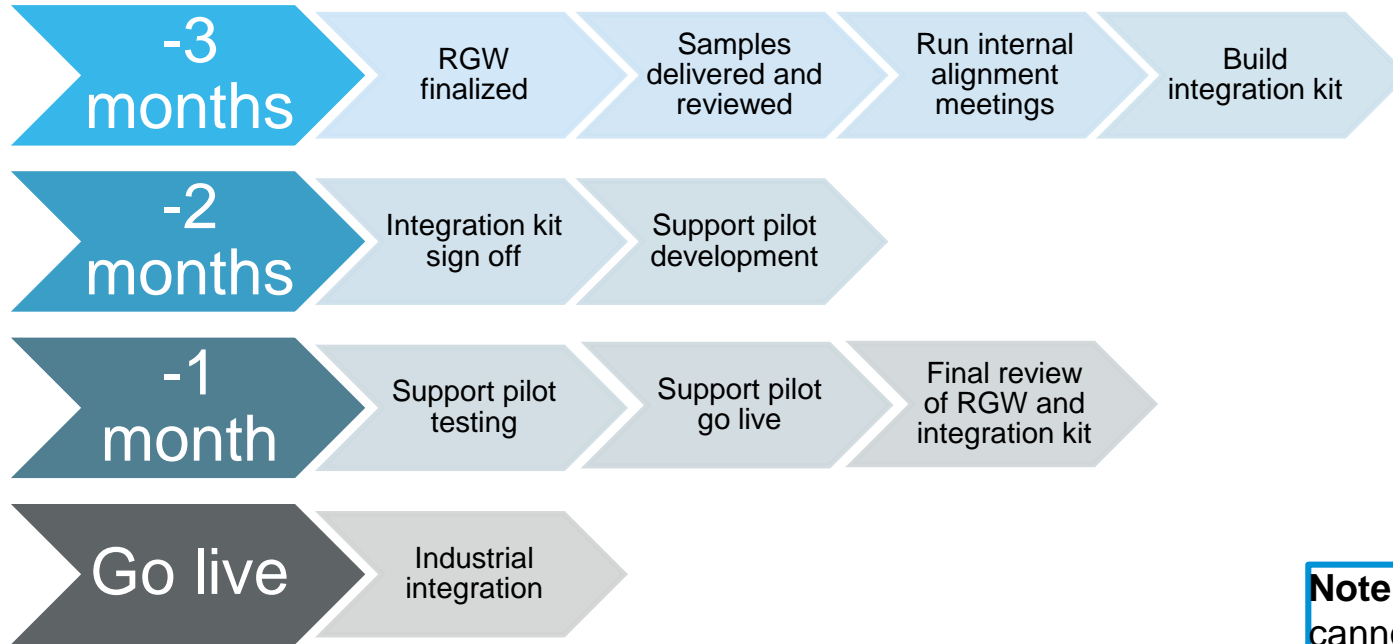 -3
months
RGW
finalized
Samples
delivered and
reviewed
Run internal
alignment
meetings
Build
integration kit
-2
months
Integration kit
sign off
Support pilot
development
-1
month
Support pilot
testing
Support pilot
go live
Final review
of RGW and
integration kit
Go live
Industrial
integration
Note